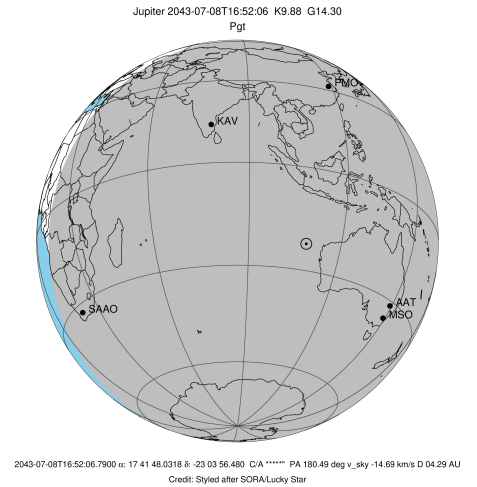 Jupiter 2043-07-08T16:52:06  K9.88  G14.30
Pgt
PMO
KAV
AAT
MSO
SAAO
2043-07-08T16:52:06.7900 α: 17 41 48.0318 δ: -23 03 56.480  C/A *****"  PA 180.49 deg v_sky -14.69 km/s D 04.29 AU
Credit: Styled after SORA/Lucky Star